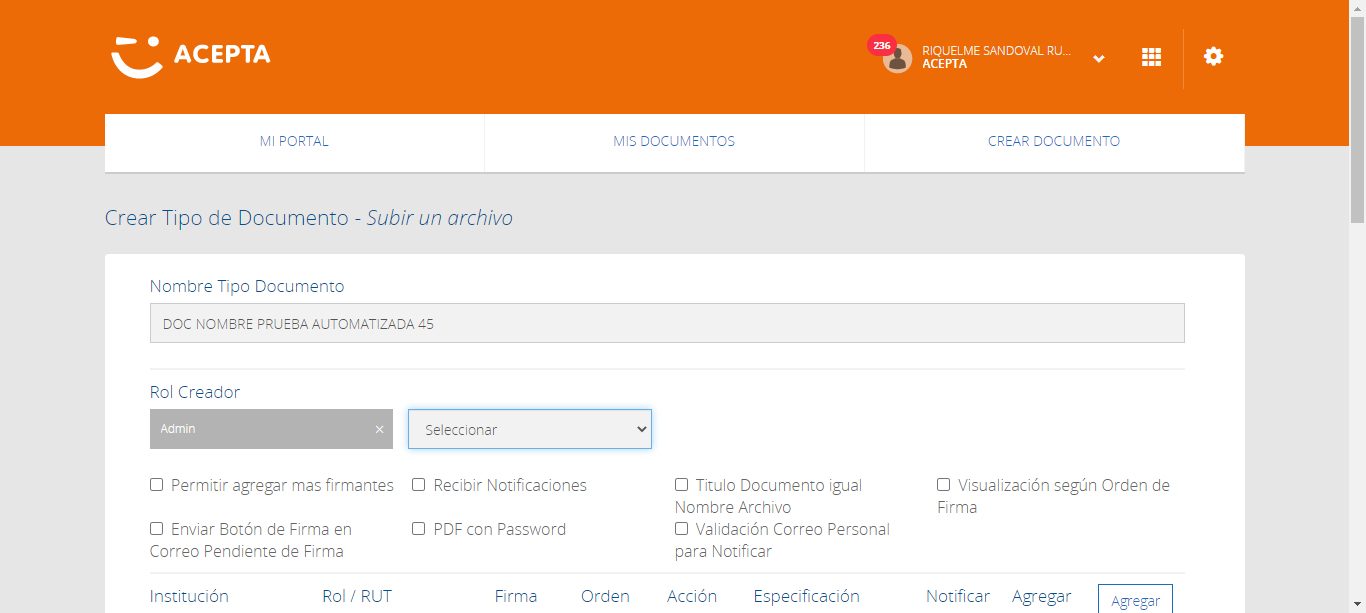 ACEPTA
236
RIQUELME SANDOVAL RU...
ACEPTA
MI PORTAL
MIS DOCUMENTOS
CREAR DOCUMENTO
Crear Tipo de Documento - Subir un archivo
Nombre Tipo Documento
DOC NOMBRE PRUEBA AUTOMATIZADA 45
Rol Creador
Admin ×
Seleccionar
Permitir agregar mas firmantes
Recibir Notificaciones
Titulo Documento igual
Nombre Archivo
Visualización según Orden de
Firma
Enviar Botón de Firma en
Correo Pendiente de Firma
PDF con Password
Validación Correo Personal
para Notificar
Institución Rol / RUT Firma Orden Acción Especificación Notificar Agregar Agregar